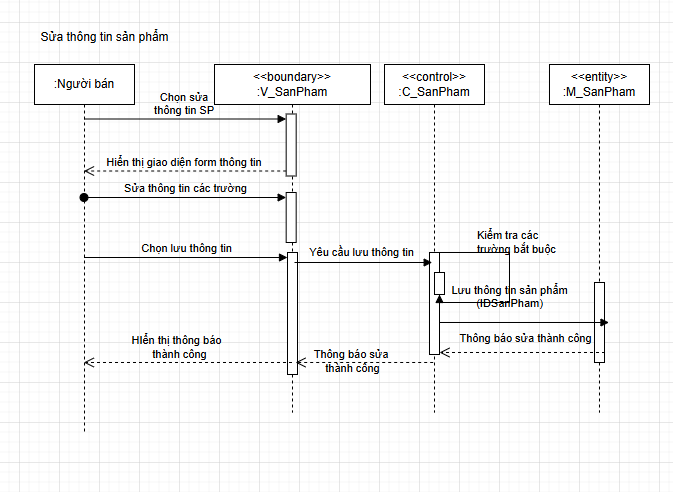 Sửa thông tin sản phẩm
:Người bán
<<boundary>>
:V_SanPham
<<control>>
:C_SanPham
<<entity>>
:M_SanPham
Chọn sửa
thông tin SP
Hiển thị giao diện form thông tin
Sửa thông tin các trường
Chọn lưu thông tin
Yêu cầu lưu thông tin
Kiểm tra các
trường bắt buộc
Lưu thông tin sản phẩm
(IDSanPham)
Thông báo sửa thành công
Thông báo sửa
thành công
HIển thị thông báo
thành công